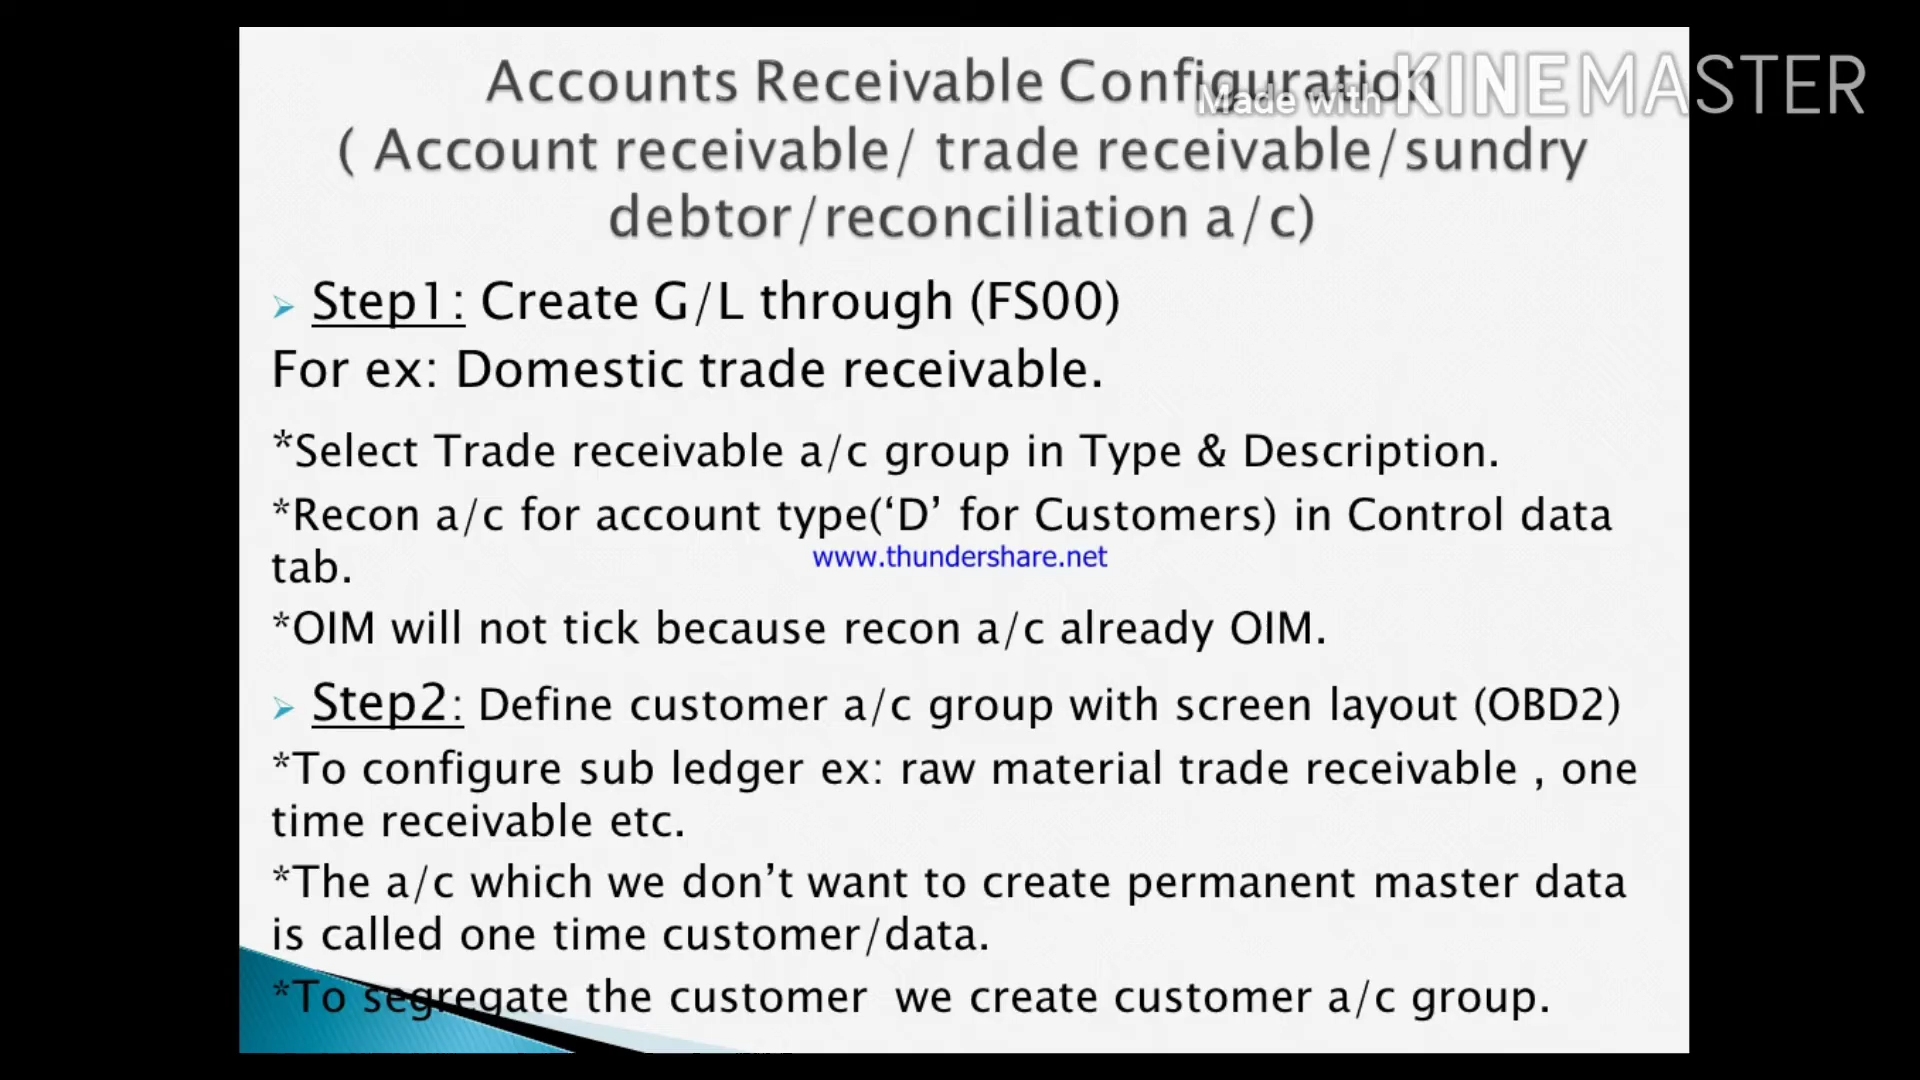 Accounts Receivable Configuration
Made with KINEMASTER
( Account receivable/ trade receivable/sundry
debtor/reconciliation a/c)
Step1: Create G/L through (FS00)
For ex: Domestic trade receivable.
*Select Trade receivable a/c group in Type & Description.
*Recon a/c for account type(‘D’ for Customers) in Control data
www.thundershare.net
tab.
*OIM will not tick because recon a/c already OIM.
Step2: Define customer a/c group with screen layout (OBD2)
*To configure sub ledger ex: raw material trade receivable , one
time receivable etc.
*The a/c which we don’t want to create permanent master data
is called one time customer/data.
*To segregate the customer  we create customer a/c group.